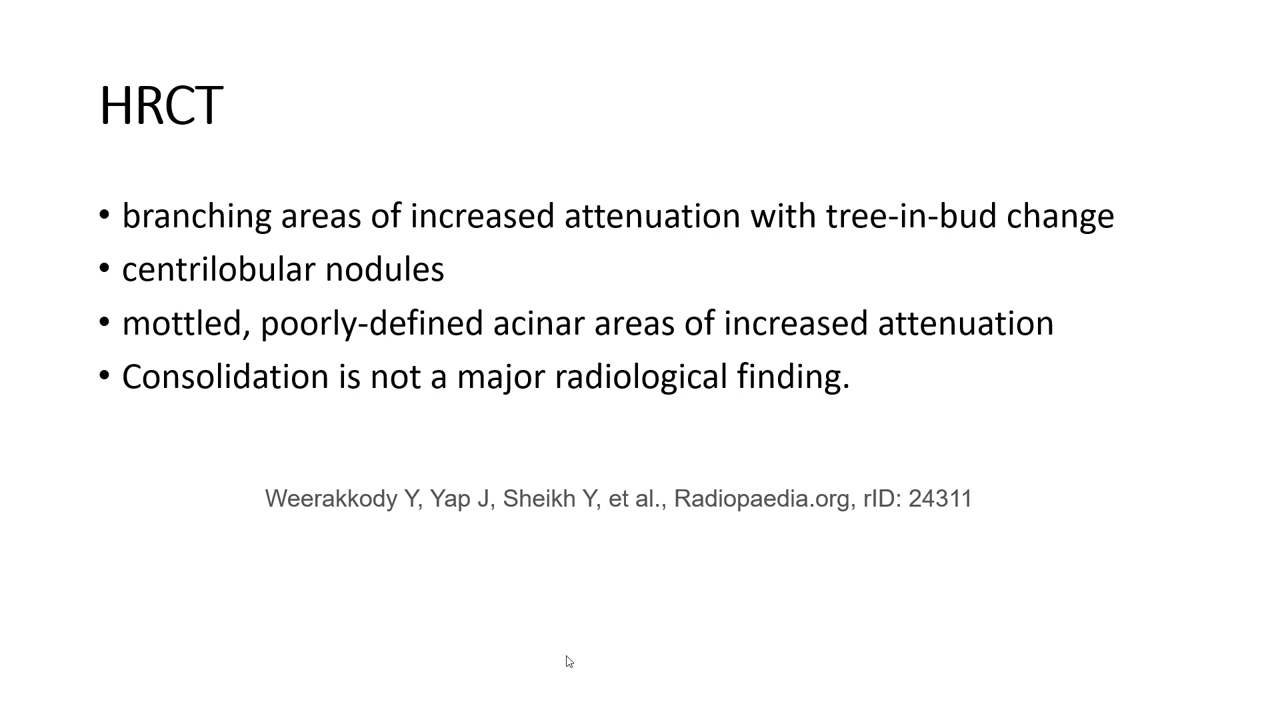 HRCT
• branching areas of increased attenuation with tree-in-bud change
• centrilobular nodules
• mottled, poorly-defined acinar areas of increased attenuation
• Consolidation is not a major radiological finding.
Weerakkody Y, Yap J, Sheikh Y, et al., Radiopaedia.org, rID: 24311